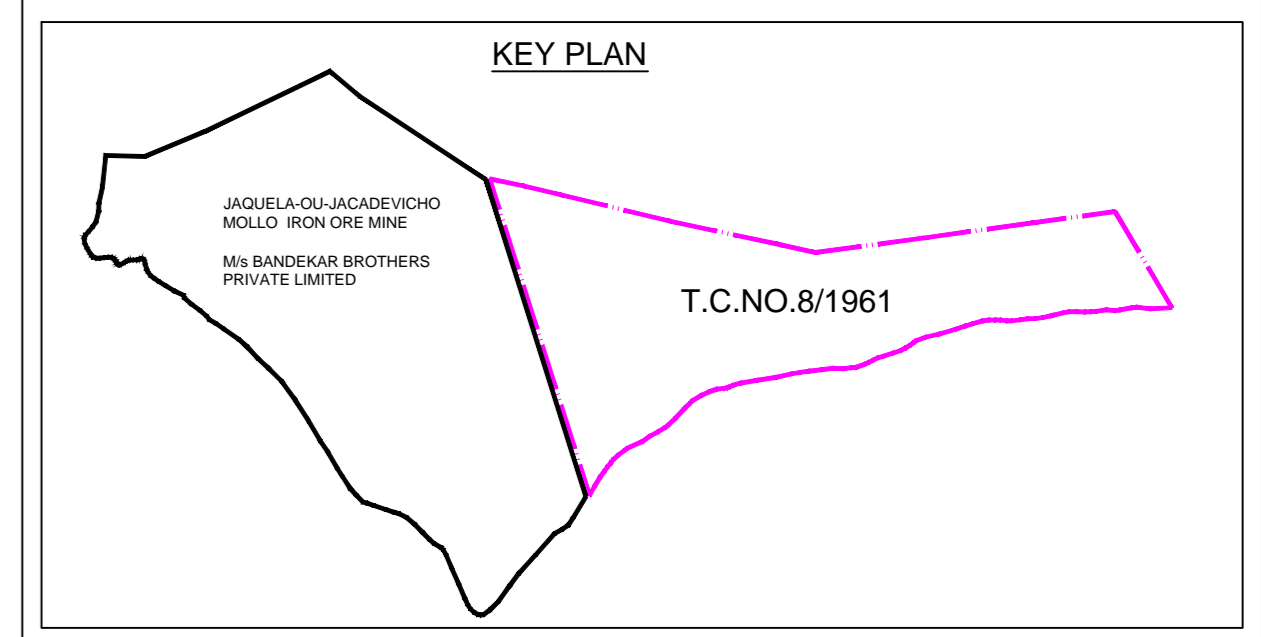 KEY PLAN
JAQUELA-OU-JACADEVICHO
MOLLO IRON ORE MINE
M/s BANDEKAR BROTHERS
PRIVATE LIMITED
T.C.NO.8/1961